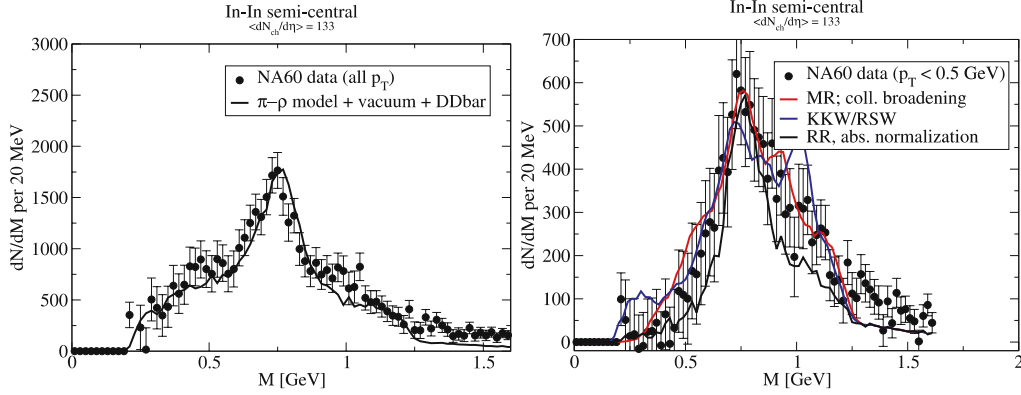 In-In semi-central
<dN_ch/dη> = 133
3000
2500
2000
1500
1000
500
0
dN/dM per 20 MeV
NA60 data (all p_T)
π−ρ model + vacuum + DDbar
0
0.5
1
1.5
M [GeV]
In-In semi-central
<dN_ch/dη> = 133
700
600
500
400
300
200
100
0
dN/dM per 20 MeV
NA60 data (p_T < 0.5 GeV)
MR; coll. broadening
KKW/RSW
RR, abs. normalization
0
0.5
1
1.5
2
M [GeV]